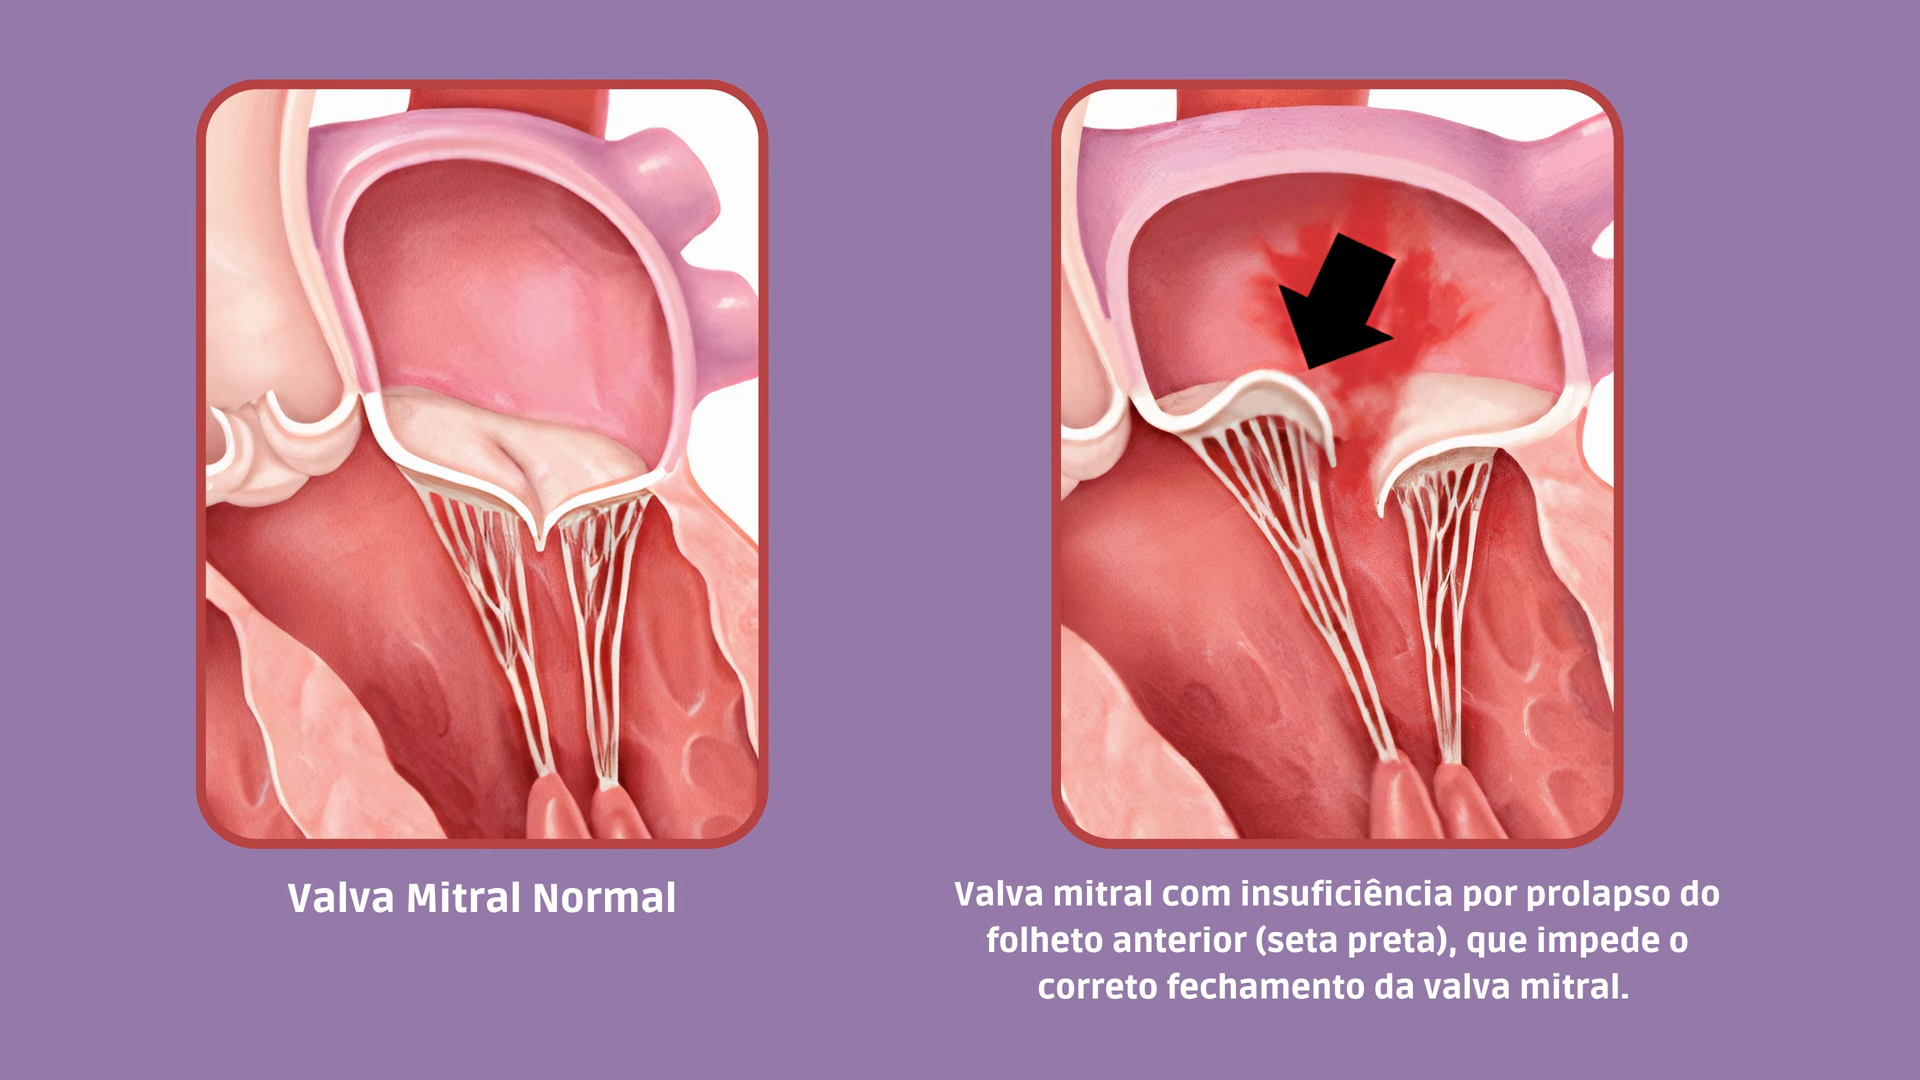 Valva Mitral Normal
Valva mitral com insuficiência por prolapso do
folheto anterior (seta preta), que impede o
correto fechamento da valva mitral.